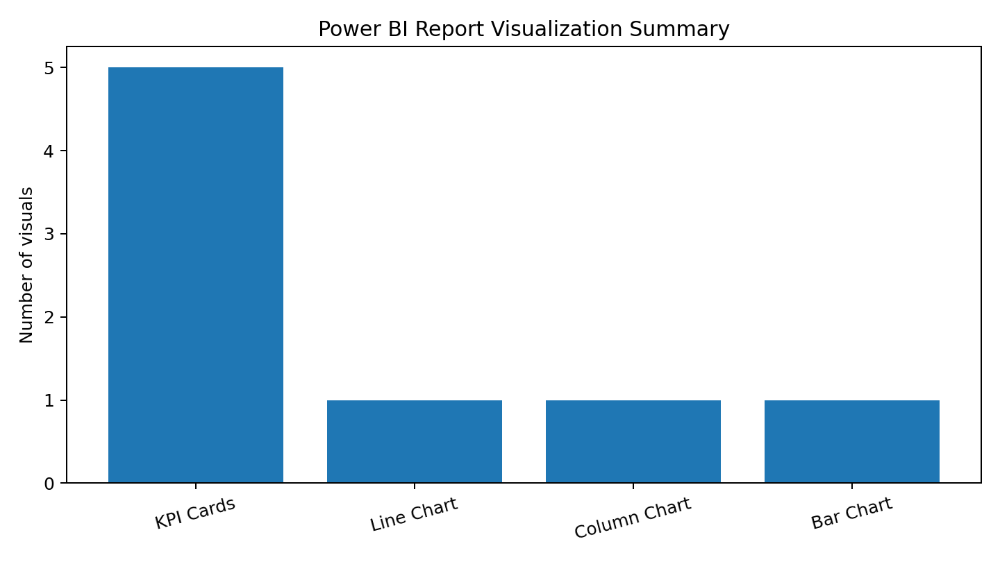 Power BI Report Visualization Summary
Number of visuals
5
4
3
2
1
0
KPI Cards
Line Chart
Column Chart
Bar Chart